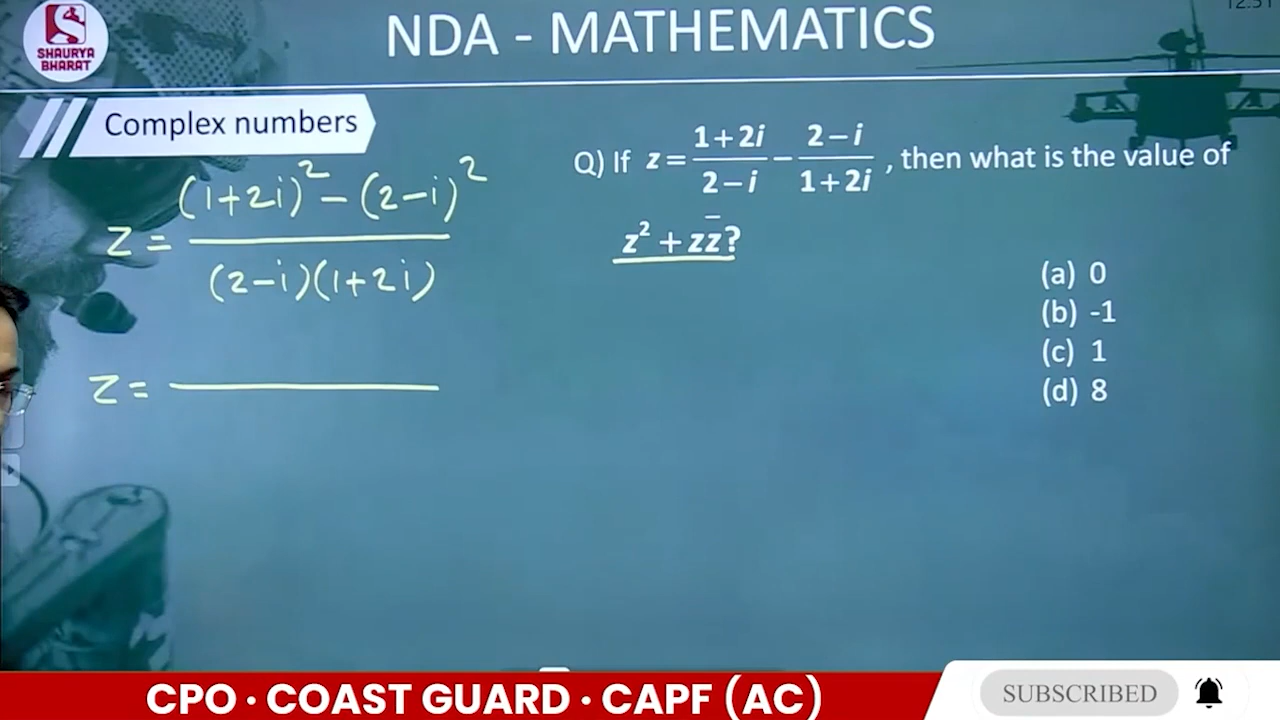 12:51
NDA - MATHEMATICS
SHAURYA
BHARAT
Complex numbers
Q) If z = (1+2i)/(2−i) − (2−i)/(1+2i) , then what is the value of
z² + zz̄?
(a) 0
(b) -1
(c) 1
(d) 8
z = ((1+2i)² − (2−i)²)/((2−i)(1+2i))
z =
CPO · COAST GUARD · CAPF (AC)
SUBSCRIBED